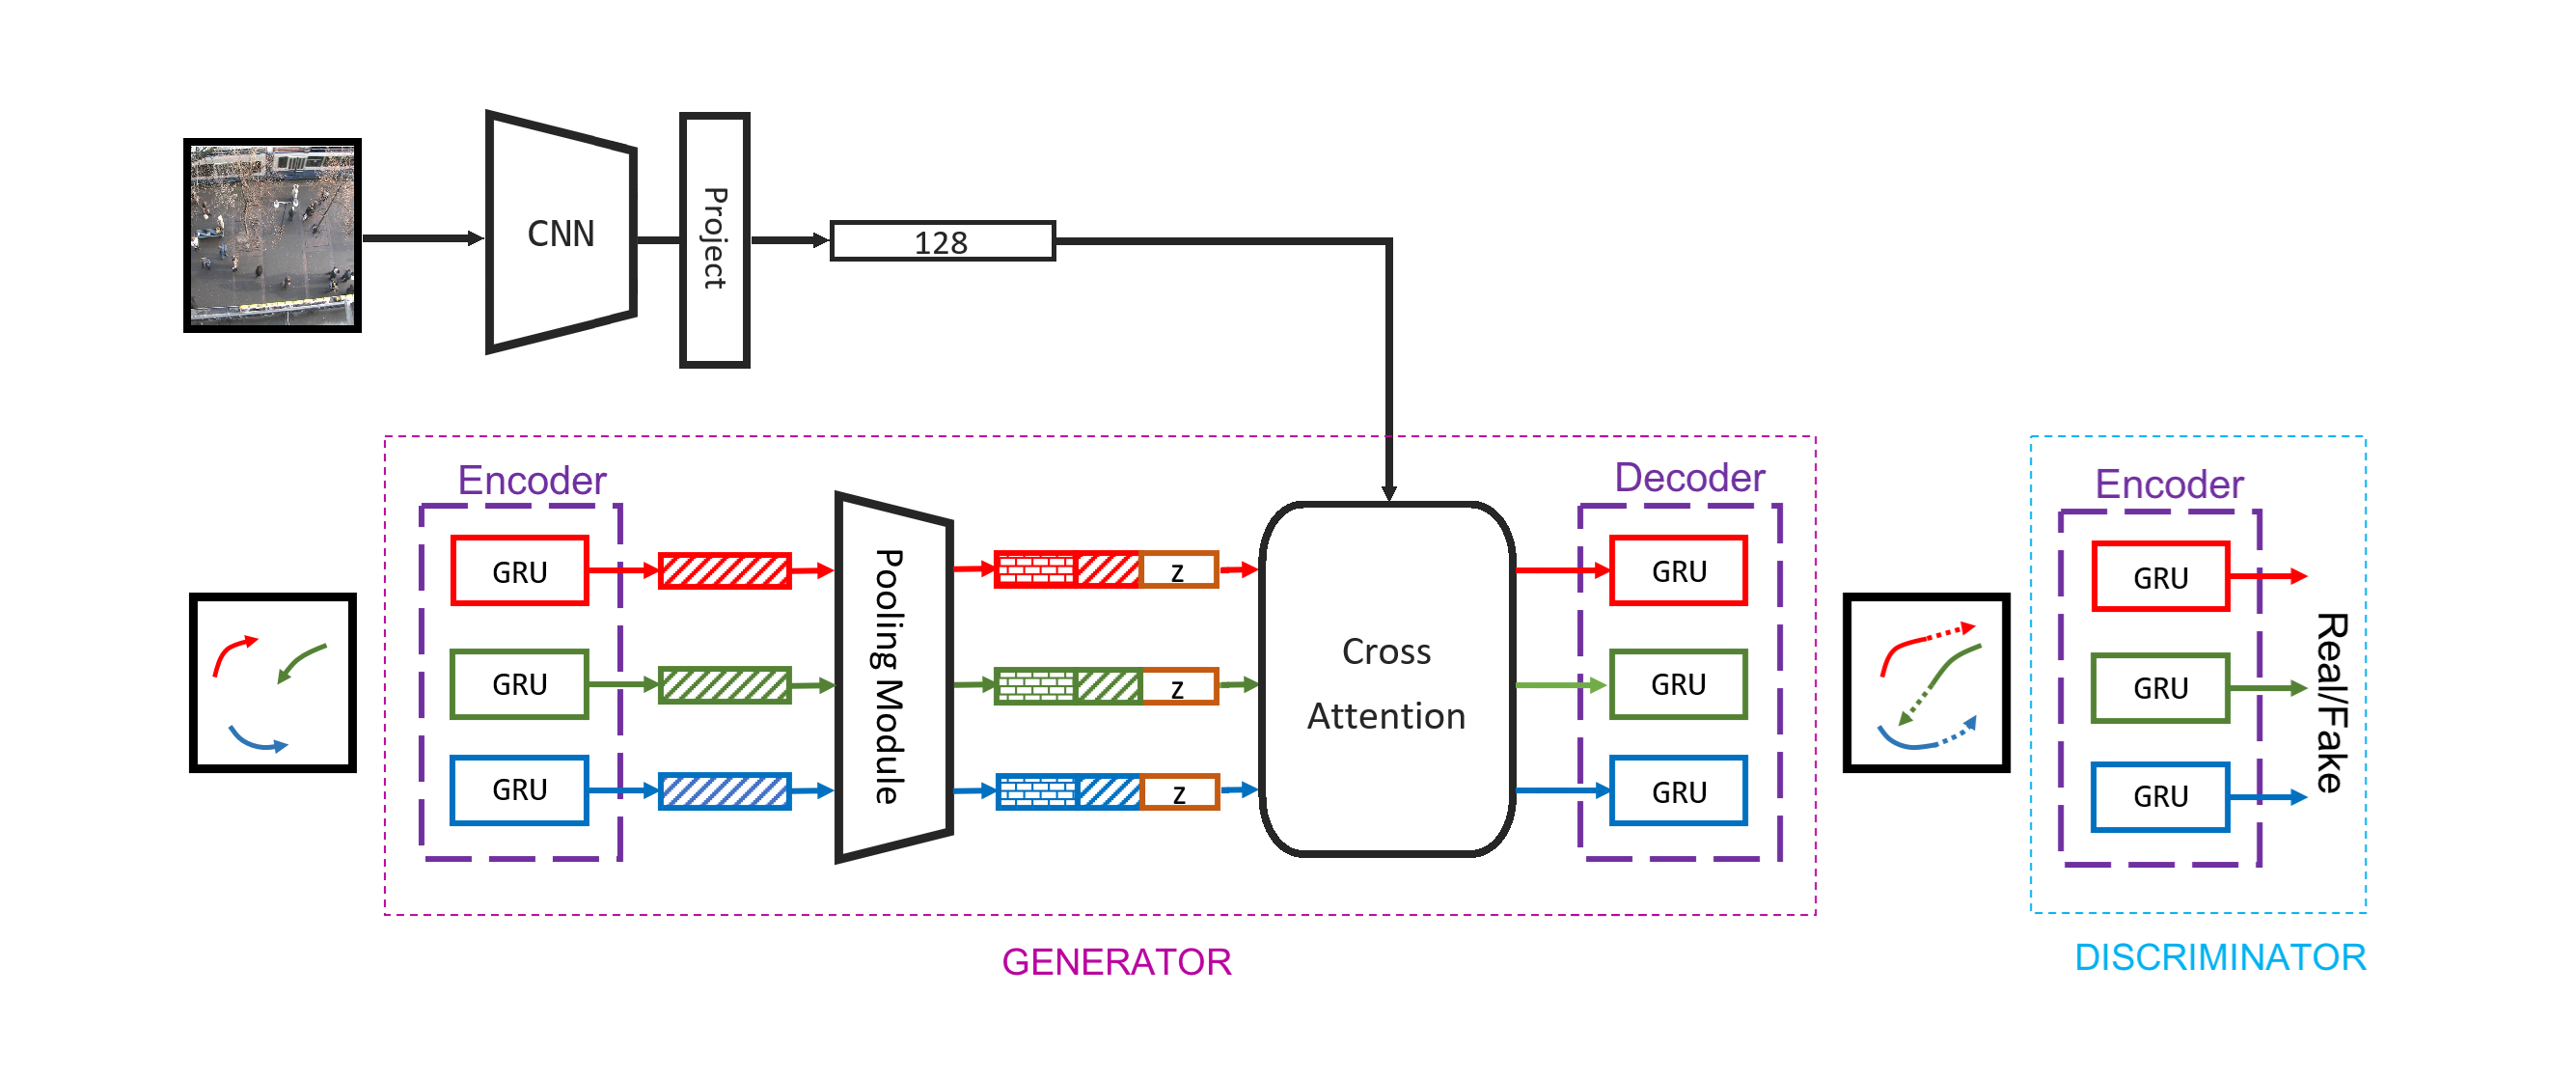 CNN
Project
128
Encoder
GRU
GRU
GRU
Pooling Module
z
z
z
Cross
Attention
Decoder
GRU
GRU
GRU
GENERATOR
Encoder
GRU
GRU
GRU
Real/Fake
DISCRIMINATOR